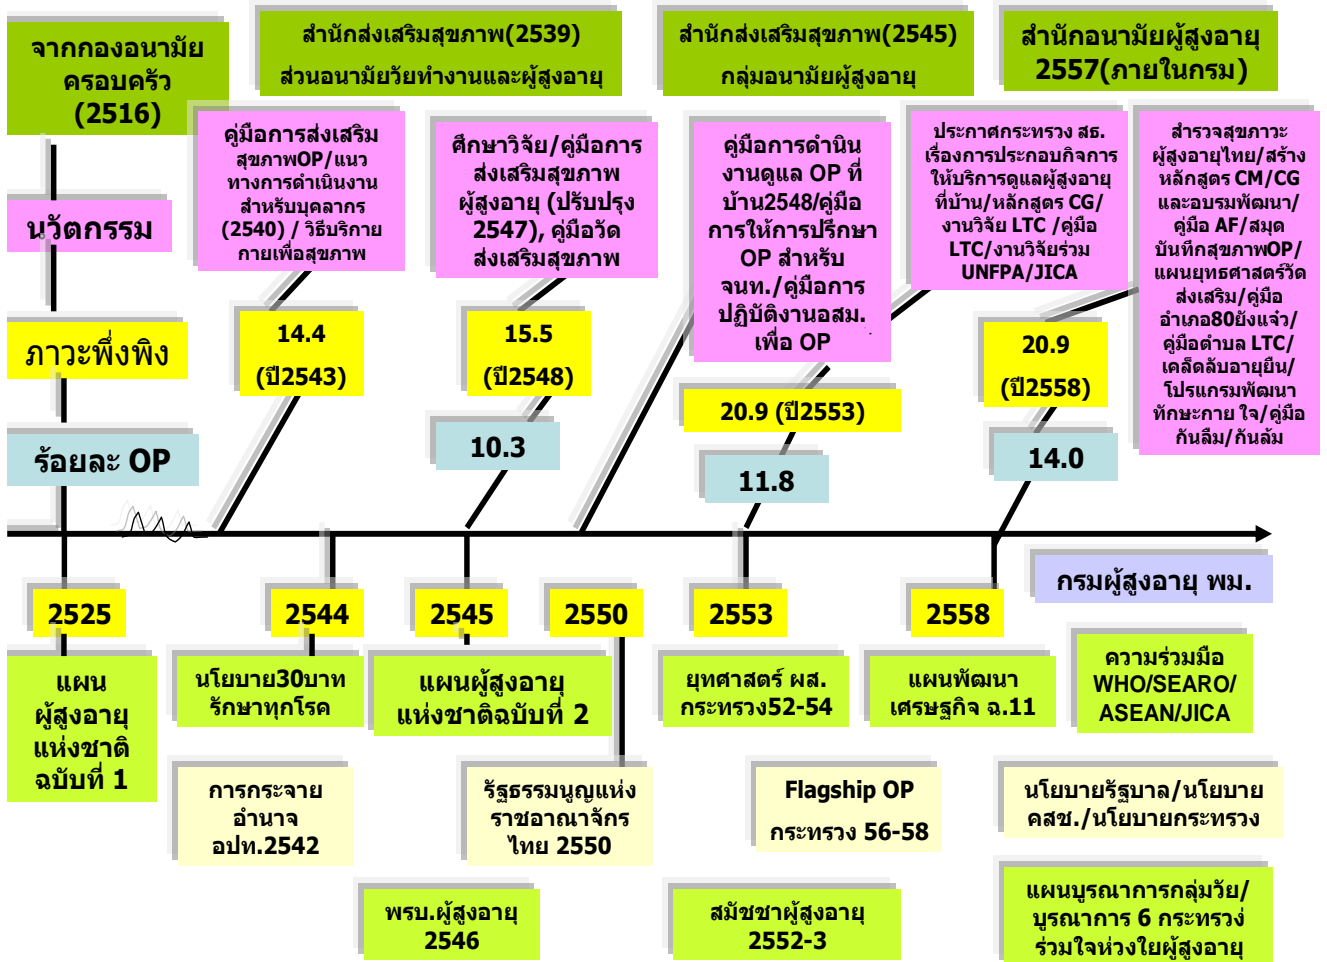 จากกองอนามัย
ครอบครัว
(2516)
สำนักส่งเสริมสุขภาพ(2539)
ส่วนอนามัยวัยทำงานและผู้สูงอายุ
สำนักส่งเสริมสุขภาพ(2545)
กลุ่มอนามัยผู้สูงอายุ
สำนักอนามัยผู้สูงอายุ
2557(ภายในกรม)
นวัตกรรม
คู่มือการส่งเสริม
สุขภาพOP/แนว
ทางการดำเนินงาน
สำหรับบุคลากร
(2540) / วิธีบริกาย
กายเพื่อสุขภาพ
ศึกษาวิจัย/คู่มือการ
ส่งเสริมสุขภาพ
ผู้สูงอายุ (ปรับปรุง
2547), คู่มือวัด
ส่งเสริมสุขภาพ
คู่มือการดำเนิน
งานดูแล OP ที่
บ้าน2548/คู่มือ
การให้การปรึกษา
OP สำหรับ
จนท./คู่มือการ
ปฏิบัติงานอสม.
เพื่อ OP
ประกาศกระทรวง สธ.
เรื่องการประกอบกิจการ
ให้บริการดูแลผู้สูงอายุ
ที่บ้าน/หลักสูตร CG/
งานวิจัย LTC /คู่มือ
LTC/งานวิจัยร่วม
UNFPA/JICA
สำรวจสุขภาวะ
ผู้สูงอายุไทย/สร้าง
หลักสูตร CM/CG
และอบรมพัฒนา/
คู่มือ AF/สมุด
บันทึกสุขภาพOP/
แผนยุทธศาสตร์วัด
ส่งเสริม/คู่มือ
อำเภอ80ยังแจ๋ว/
คู่มือตำบล LTC/
เคล็ดลับอายุยืน/
โปรแกรมพัฒนา
ทักษะกาย ใจ/คู่มือ
กันลืม/กันล้ม
ภาวะพึ่งพิง
14.4
(ปี2543)
15.5
(ปี2548)
20.9 (ปี2553)
20.9
(ปี2558)
ร้อยละ OP
10.3
11.8
14.0
กรมผู้สูงอายุ พม.
2525
2544
2545
2550
2553
2558
แผน
ผู้สูงอายุ
แห่งชาติ
ฉบับที่ 1
นโยบาย30บาท
รักษาทุกโรค
แผนผู้สูงอายุ
แห่งชาติฉบับที่ 2
ยุทศาสตร์ ผส.
กระทรวง52-54
แผนพัฒนา
เศรษฐกิจ ฉ.11
ความร่วมมือ
WHO/SEARO/
ASEAN/JICA
การกระจาย
อำนาจ
อปท.2542
รัฐธรรมนูญแห่ง
ราชอาณาจักร
ไทย 2550
Flagship OP
กระทรวง 56-58
นโยบายรัฐบาล/นโยบาย
คสช./นโยบายกระทรวง
พรบ.ผู้สูงอายุ
2546
สมัชชาผู้สูงอายุ
2552-3
แผนบูรณาการกลุ่มวัย/
บูรณาการ 6 กระทรวง่
ร่วมใจห่วงใยผู้สูงอายุ